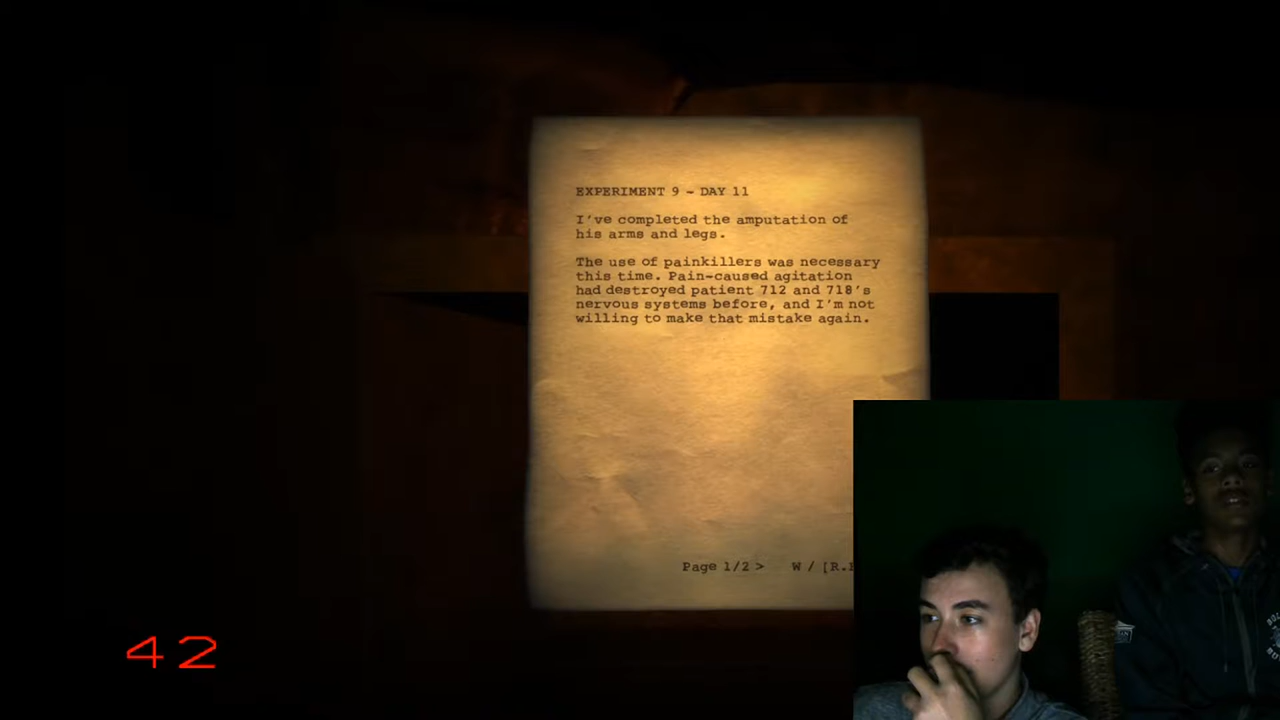 EXPERIMENT 9 - DAY 11
I've completed the amputation of
his arms and legs.
The use of painkillers was necessary
this time. Pain-caused agitation
had destroyed patient 712 and 718's
nervous systems before, and I'm not
willing to make that mistake again.
Page 1/2 > W / [R.
42